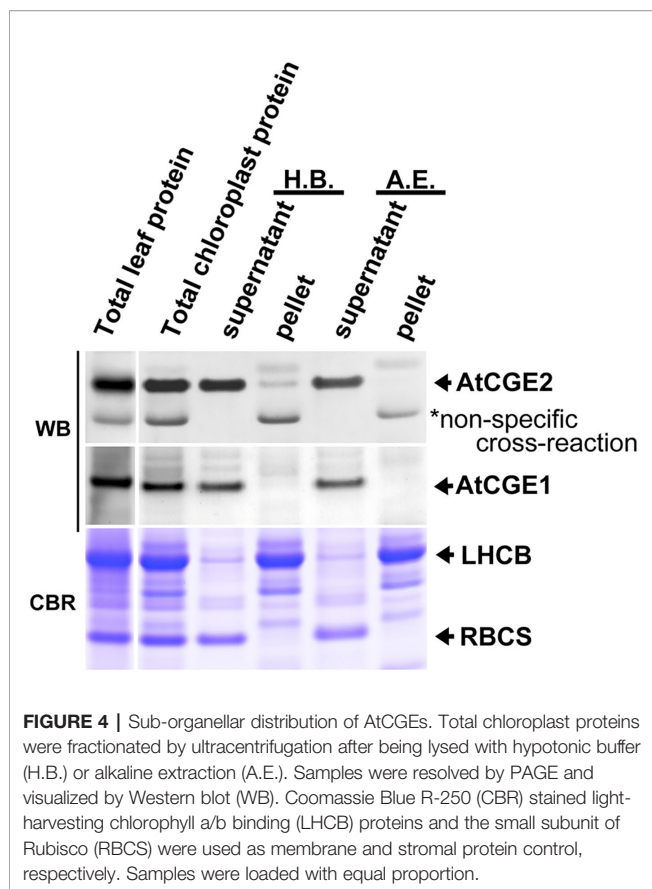 Total leaf protein
Total chloroplast protein
H.B.
supernatant
pellet
A.E.
supernatant
pellet
WB
AtCGE2
*non-specific
cross-reaction
AtCGE1
CBR
LHCB
RBCS
FIGURE 4 | Sub-organellar distribution of AtCGEs. Total chloroplast proteins
were fractionated by ultracentrifugation after being lysed with hypotonic buffer
(H.B.) or alkaline extraction (A.E.). Samples were resolved by PAGE and
visualized by Western blot (WB). Coomassie Blue R-250 (CBR) stained light-
harvesting chlorophyll a/b binding (LHCB) proteins and the small subunit of
Rubisco (RBCS) were used as membrane and stromal protein control,
respectively. Samples were loaded with equal proportion.